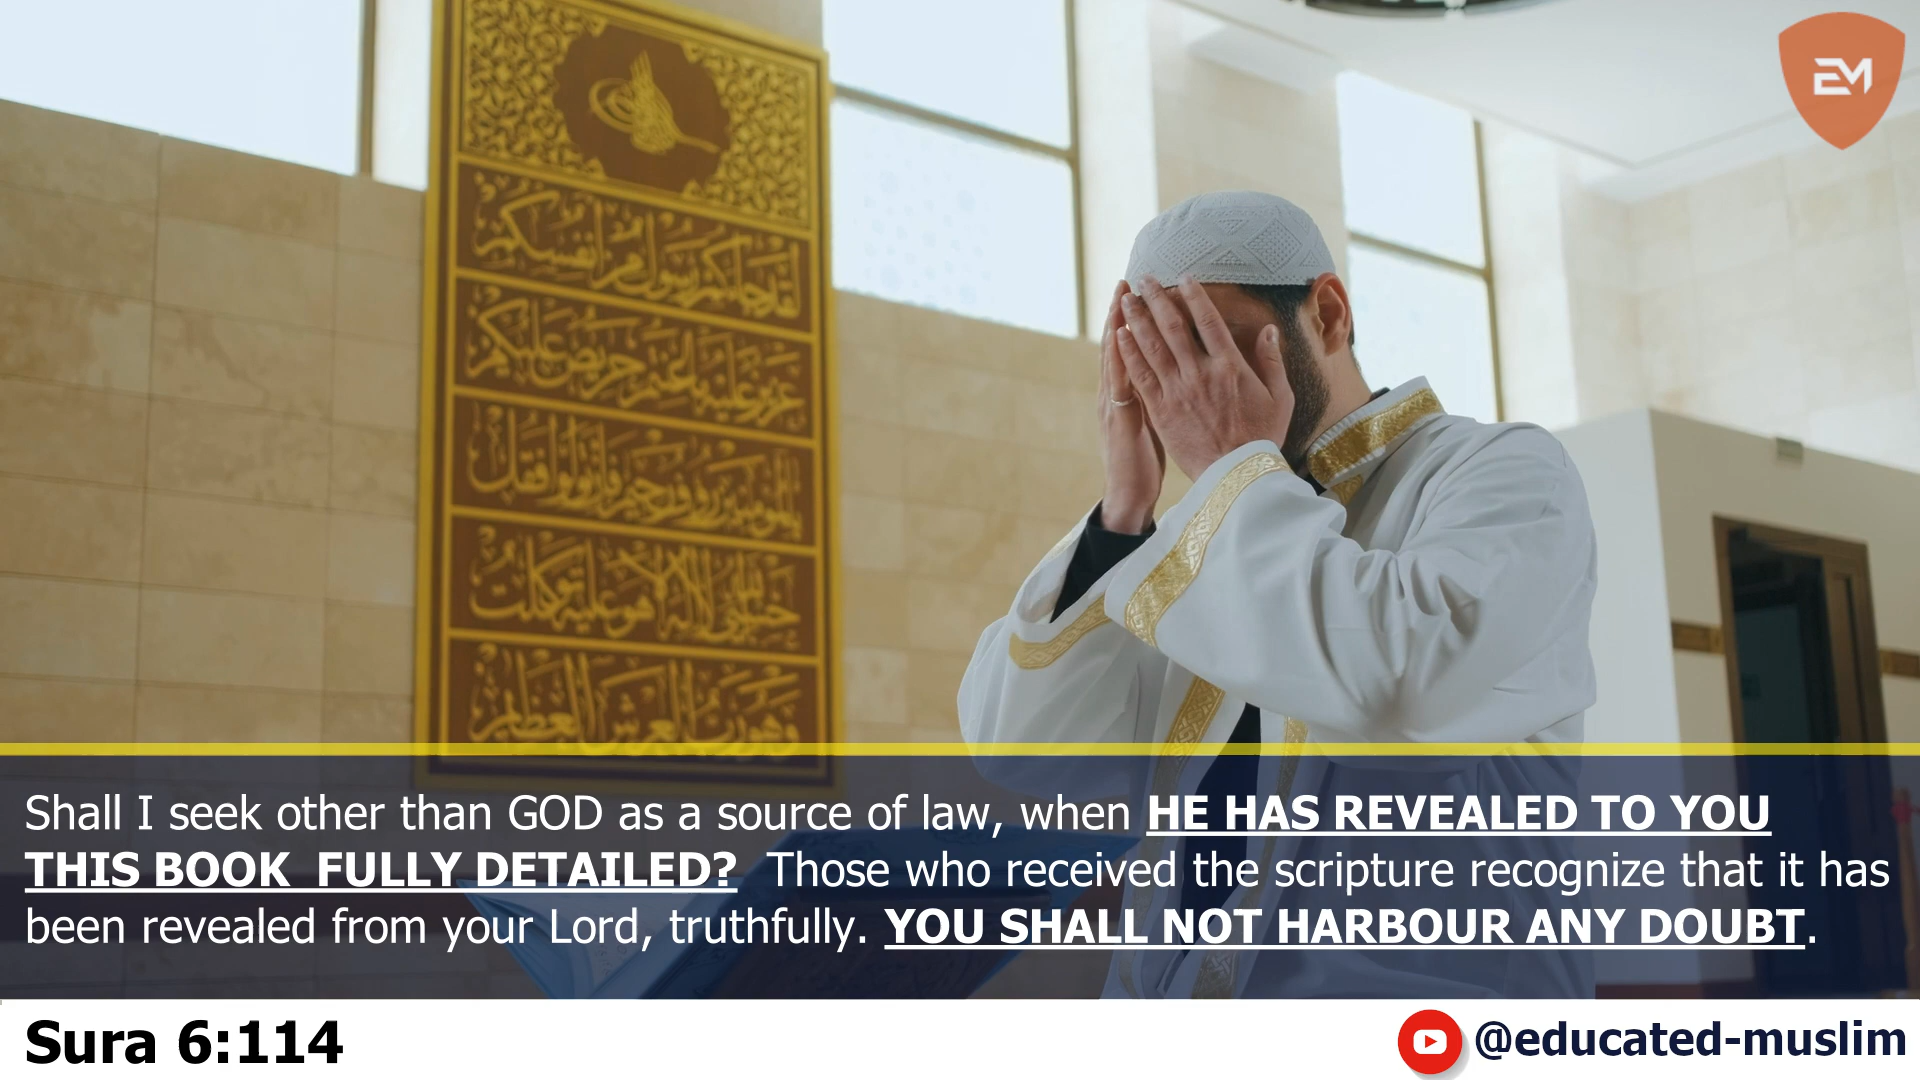 EM
لقد جاءكم رسول من أنفسكم
عزيز عليه ما عنتم حريص عليكم
بالمؤمنين رءوف رحيم فإن تولوا فقل
حسبي الله لا إله إلا هو عليه توكلت
وهو رب العرش العظيم
Shall I seek other than GOD as a source of law, when HE HAS REVEALED TO YOU
THIS BOOK FULLY DETAILED? Those who received the scripture recognize that it has
been revealed from your Lord, truthfully. YOU SHALL NOT HARBOUR ANY DOUBT.
Sura 6:114
@educated-muslim